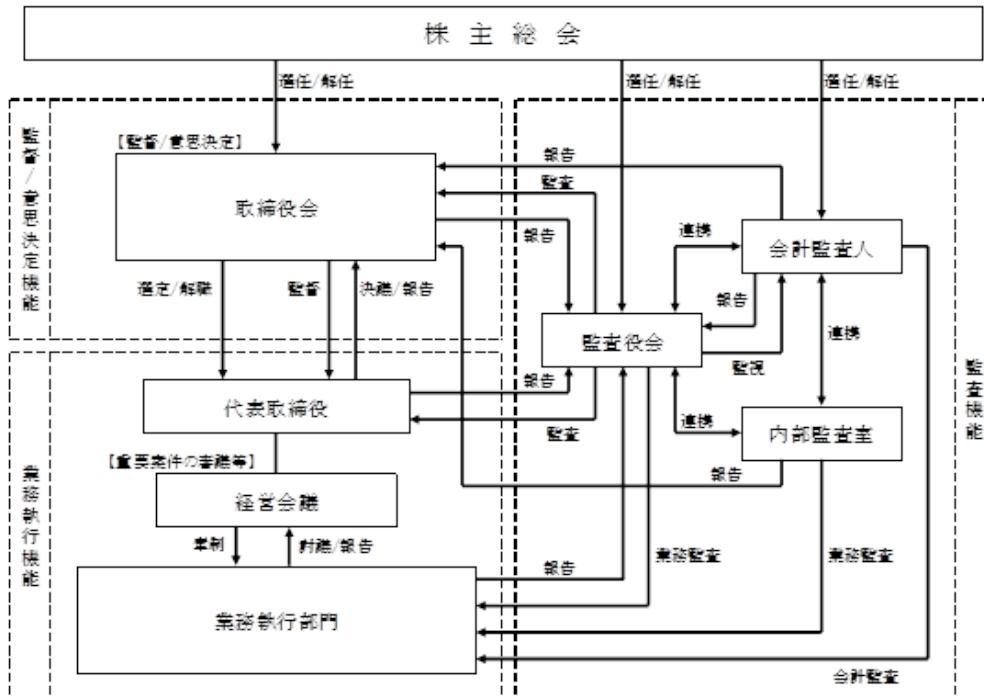 株主総会
選任/解任
選任/解任
選任/解任
監督/意思決定機能
【監督/意思決定】
取締役会
報告
監査
報告
連携
会計監査人
選定/解職
監督
決議/報告
報告
監査役会
監視
連携
監査機能
業務執行機能
代表取締役
報告
監査
連携
内部監査室
【重要案件の審議等】
経営会議
報告
牽制
討議/報告
報告
業務監査
業務監査
業務執行部門
会計監査